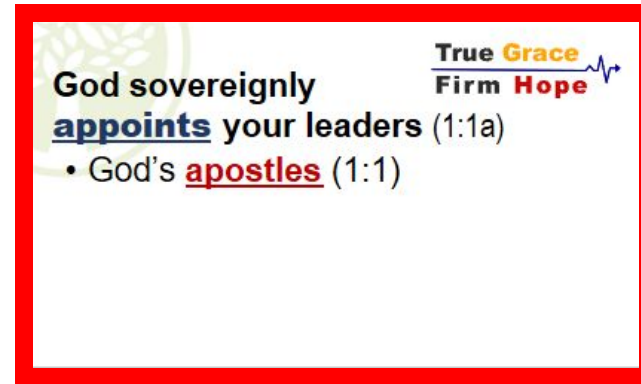 True Grace
Firm Hope
God sovereignly
appoints your leaders (1:1a)
• God's apostles (1:1)